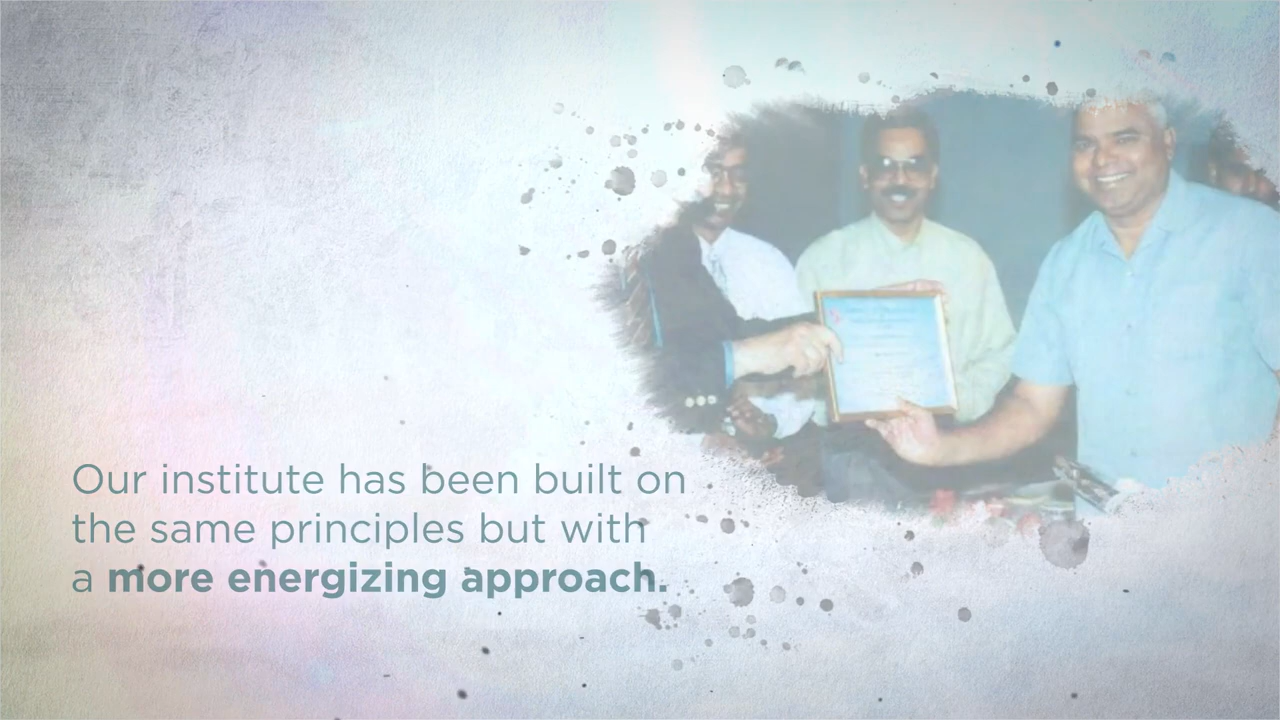 Our institute has been built on
the same principles but with
a more energizing approach.